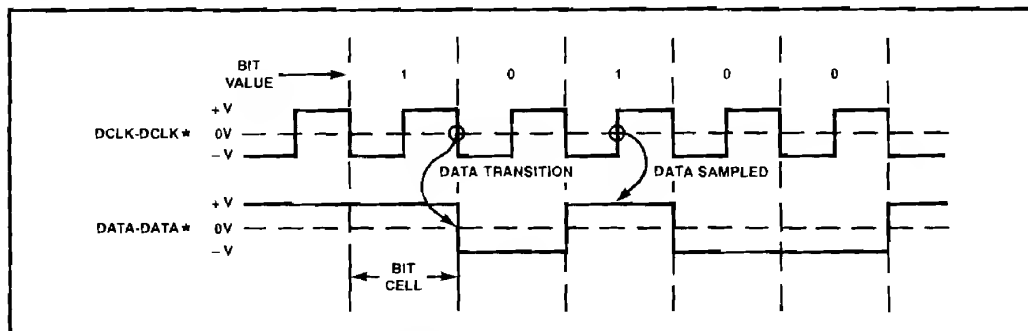 BIT
VALUE
1 0 1 0 0
+V
DCLK-DCLK* 0V
−V
DATA TRANSITION DATA SAMPLED
+V
DATA-DATA* 0V
−V
BIT
CELL